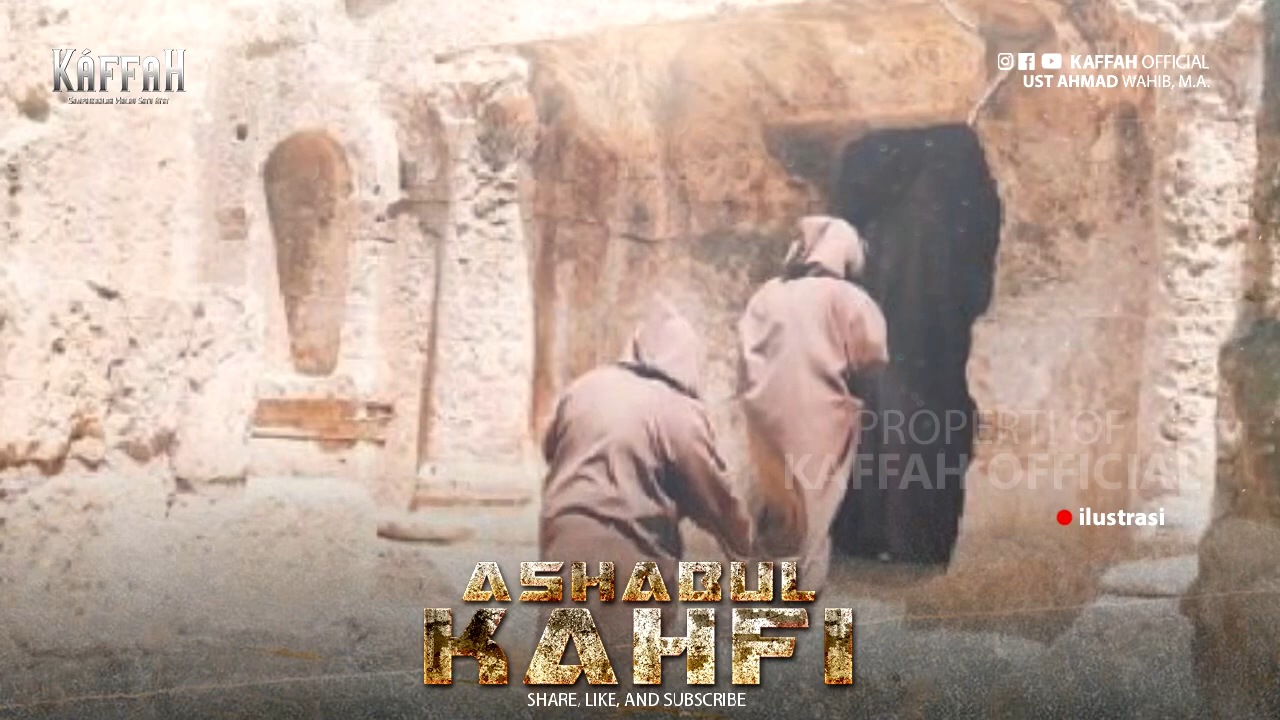 KÁFFAH
KAFFAH OFFICIAL
UST AHMAD WAHIB, M.A.
PROPERTI OF
KAFFAH OFFICIAL
ilustrasi
ASHABUL
KAHFI
SHARE, LIKE, AND SUBSCRIBE